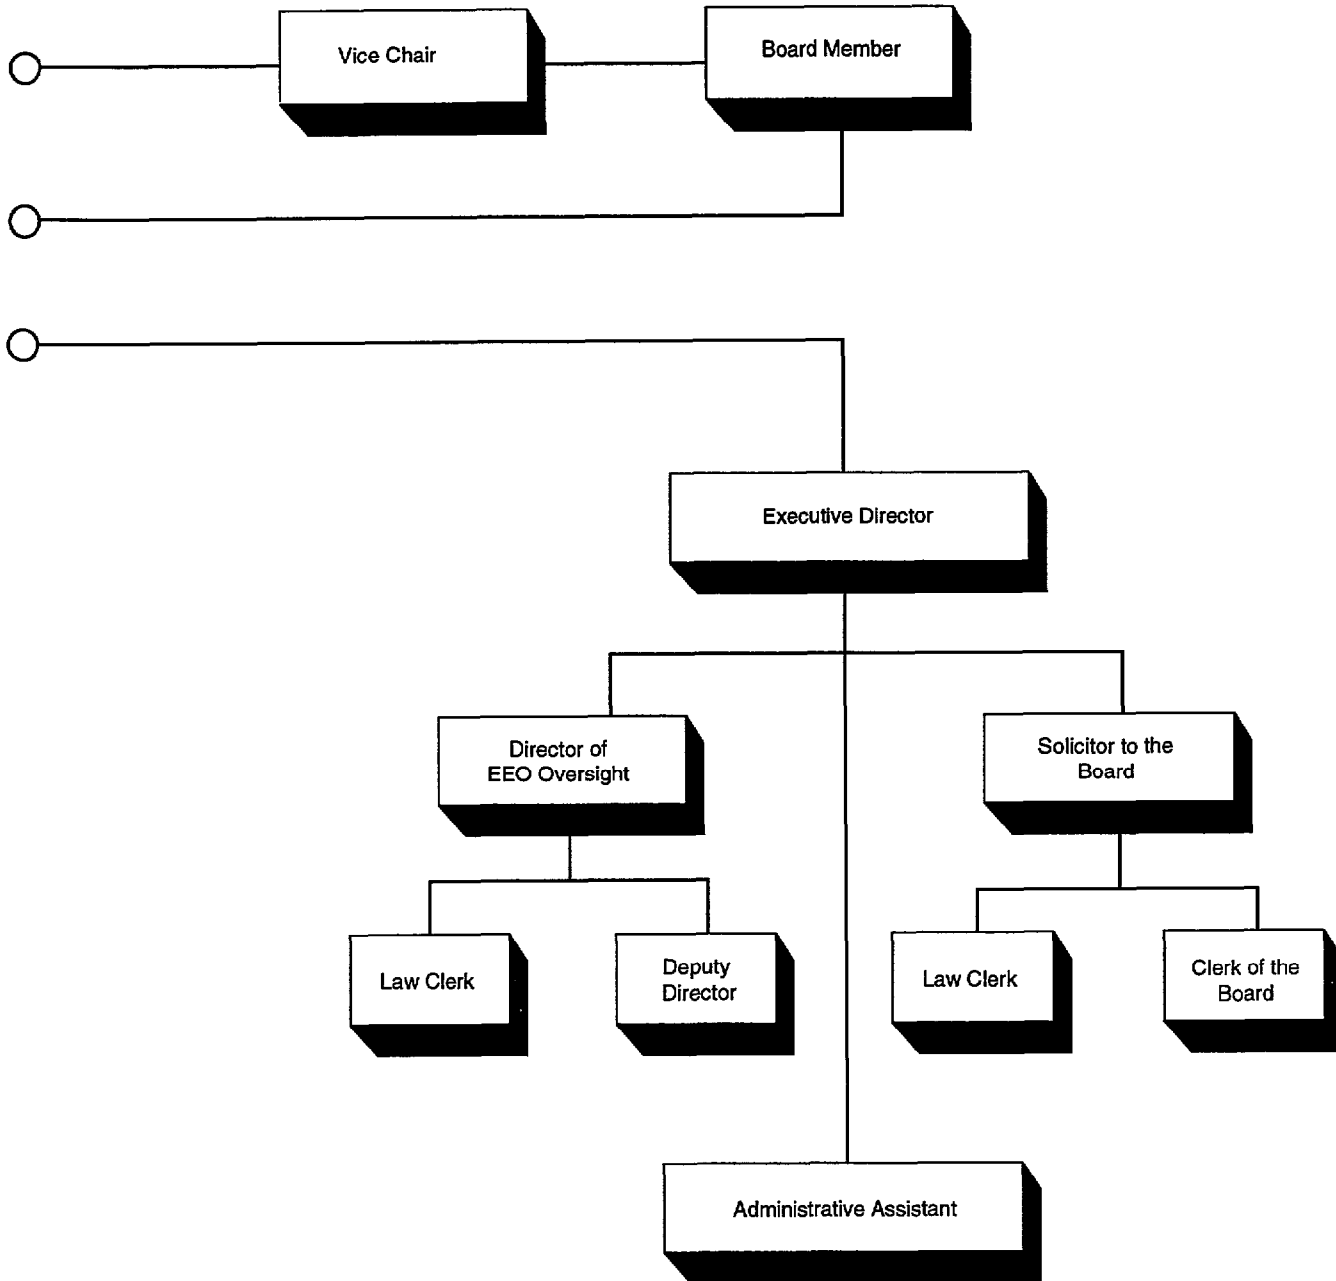 Vice Chair
Board Member
Executive Director
Director of
EEO Oversight
Solicitor to the
Board
Law Clerk
Deputy
Director
Law Clerk
Clerk of the
Board
Administrative Assistant